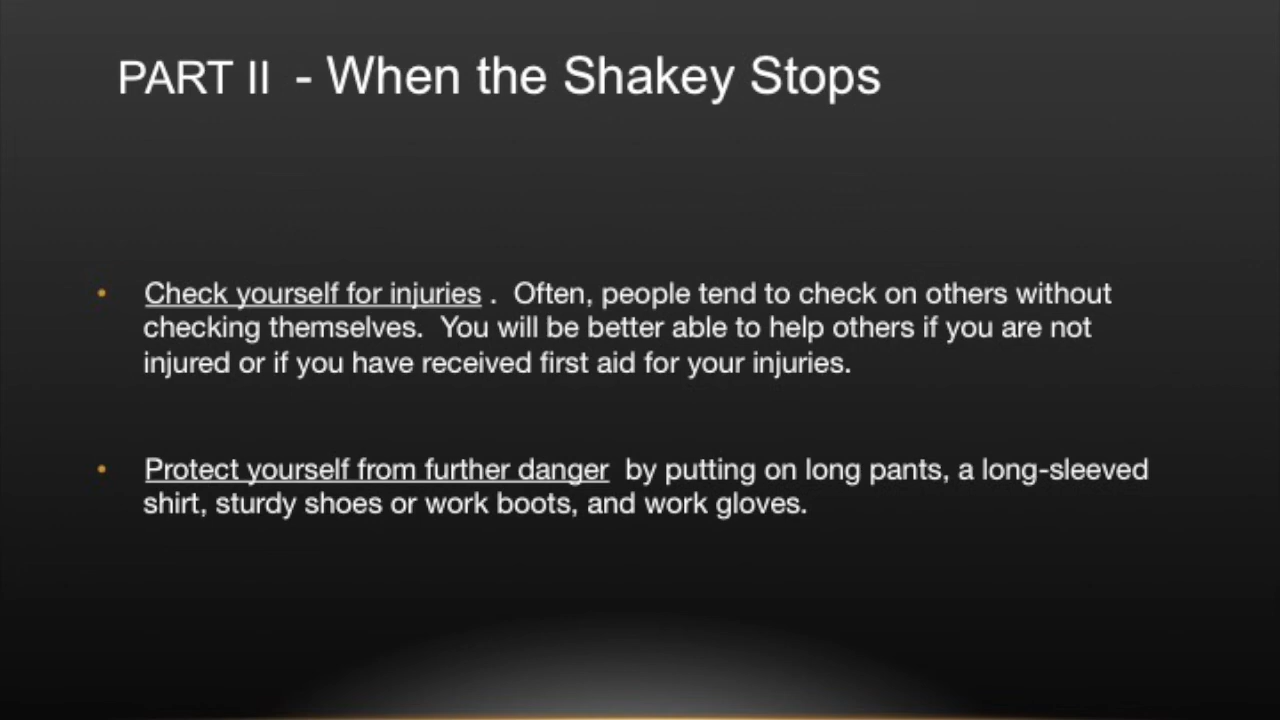 PART II - When the Shakey Stops
• Check yourself for injuries . Often, people tend to check on others without
checking themselves. You will be better able to help others if you are not
injured or if you have received first aid for your injuries.
• Protect yourself from further danger by putting on long pants, a long-sleeved
shirt, sturdy shoes or work boots, and work gloves.